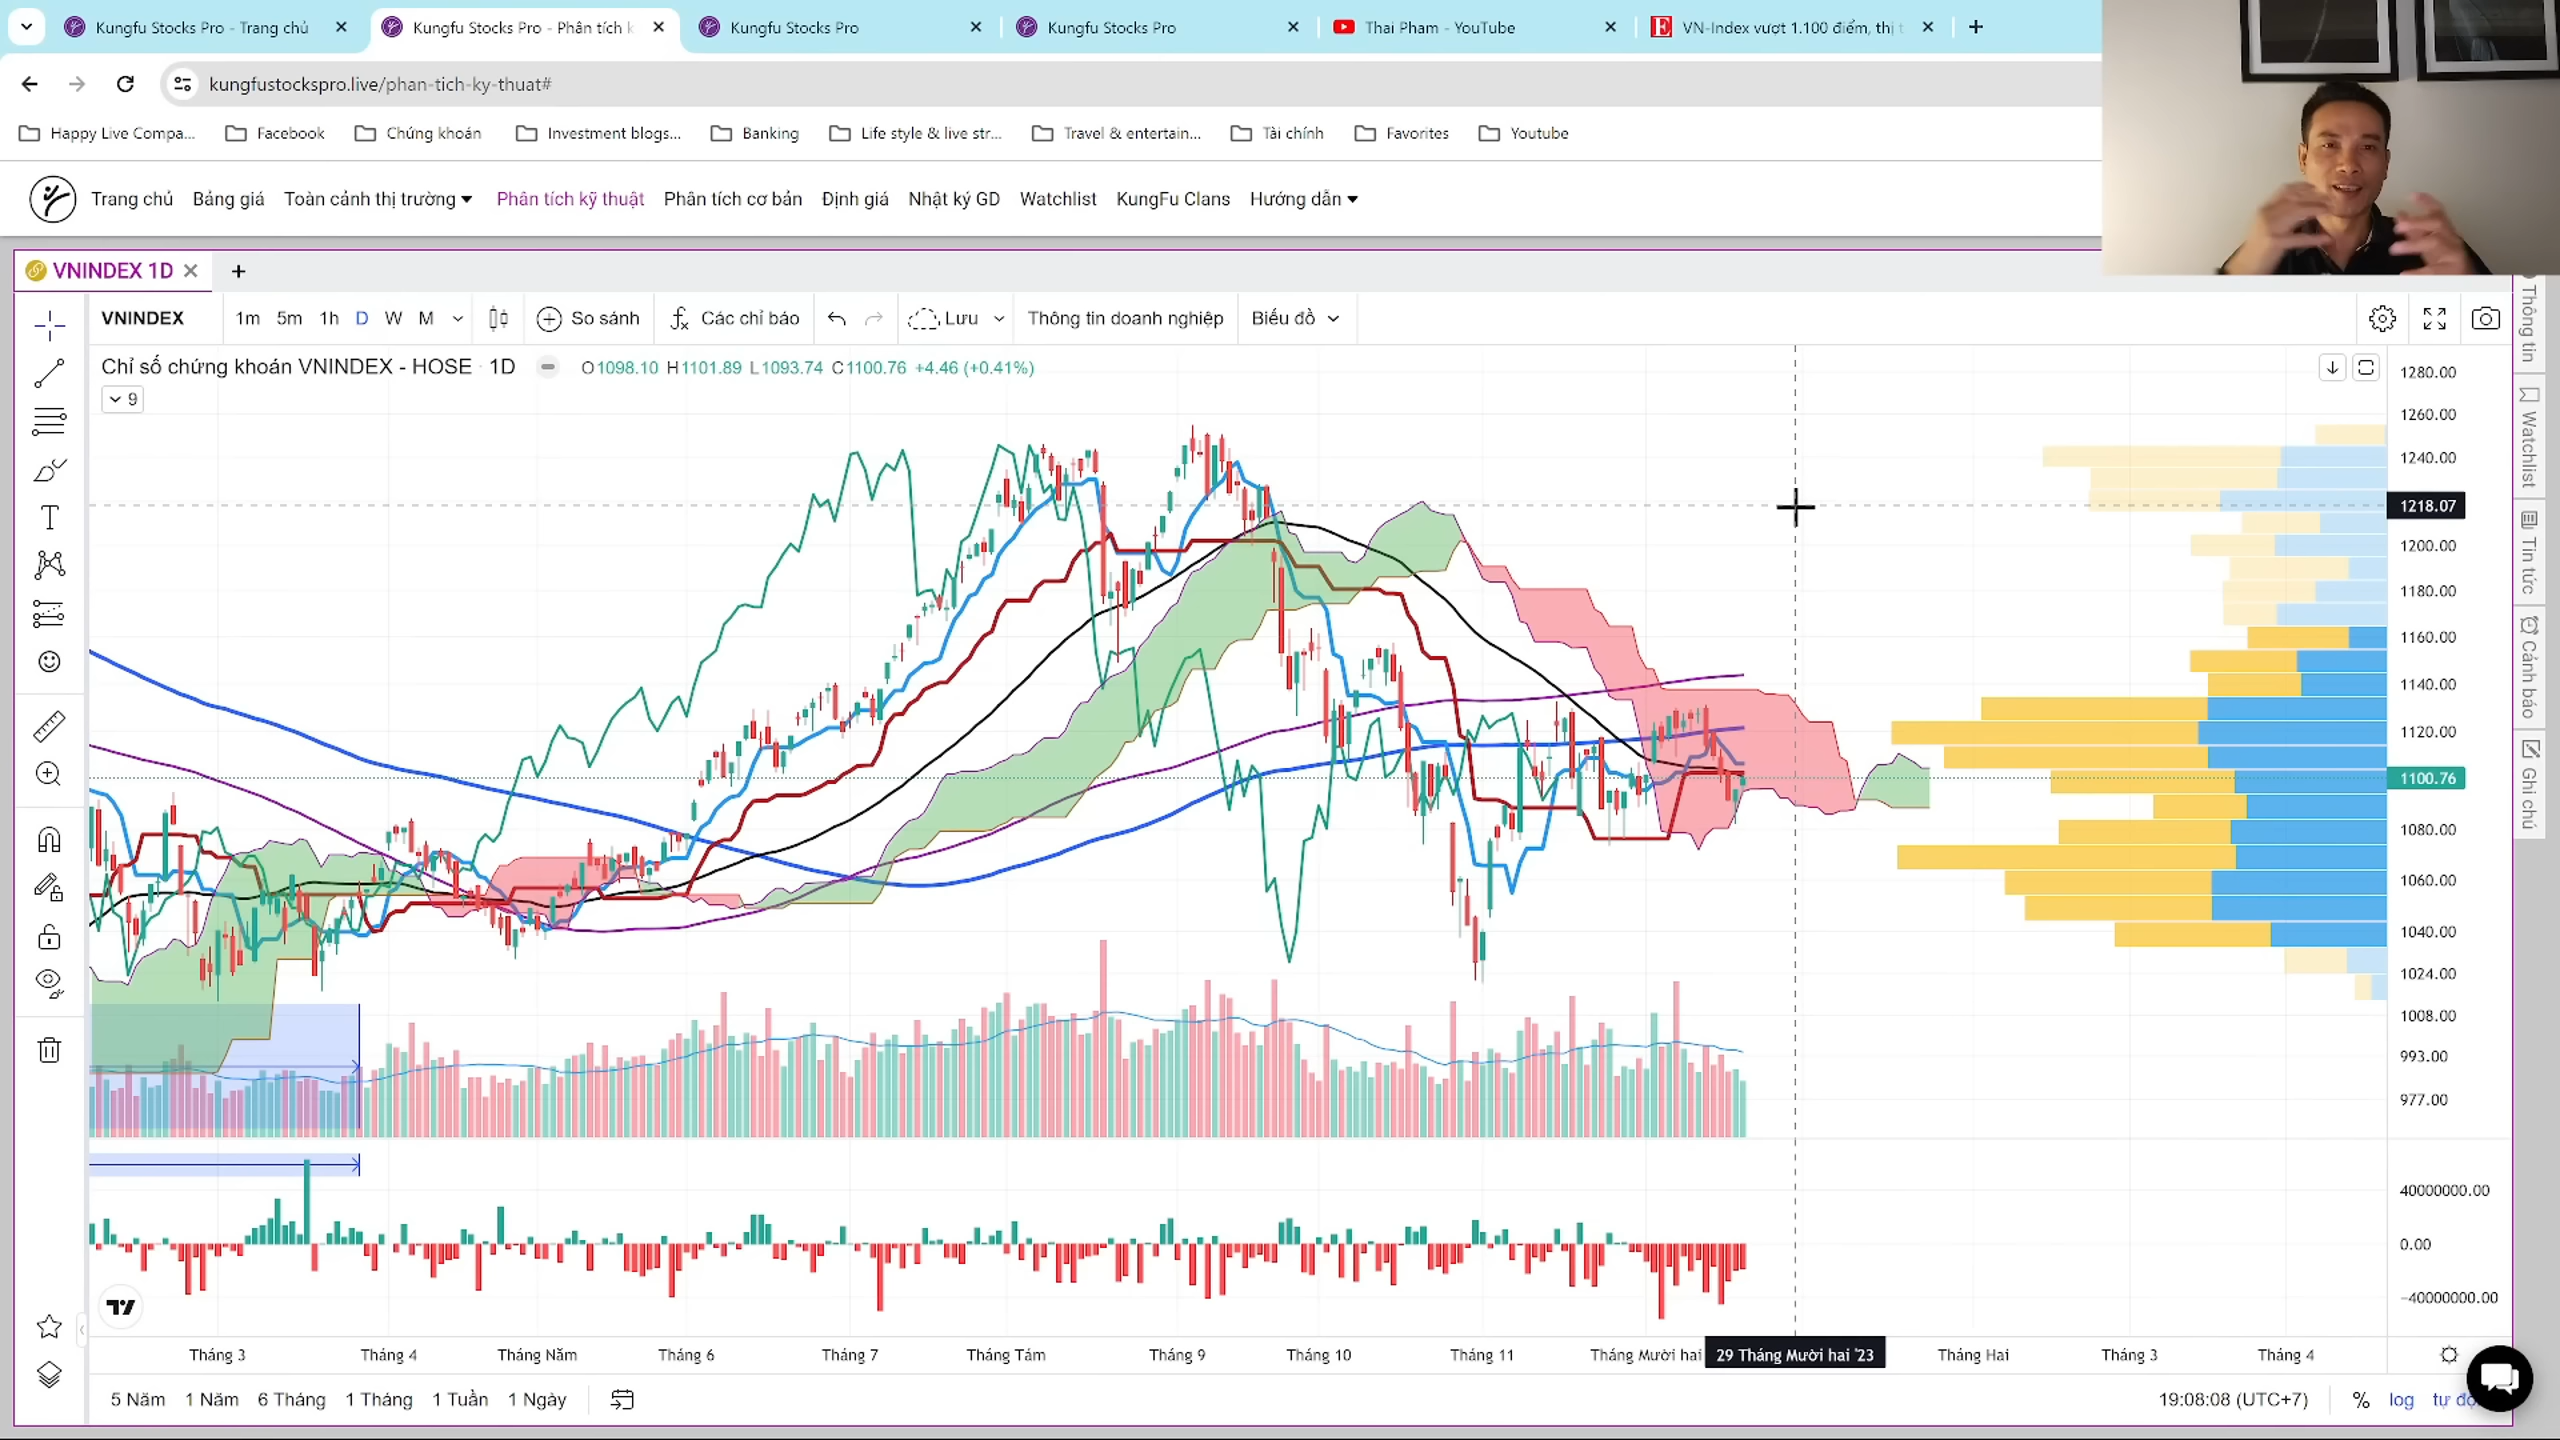 Kungfu Stocks Pro - Trang chủ
Kungfu Stocks Pro - Phân tích k
Kungfu Stocks Pro
Kungfu Stocks Pro
Thai Pham - YouTube
VN-Index vượt 1.100 điểm, thị t
kungfustockspro.live/phan-tich-ky-thuat#
Happy Live Compa...
Facebook
Chứng khoán
Investment blogs...
Banking
Life style & live str...
Travel & entertain...
Tài chính
Favorites
Youtube
Trang chủ
Bảng giá
Toàn cảnh thị trường
Phân tích kỹ thuật
Phân tích cơ bản
Định giá
Nhật ký GD
Watchlist
KungFu Clans
Hướng dẫn
VNINDEX 1D
VNINDEX
1m
5m
1h
D
W
M
So sánh
Các chỉ báo
Lưu
Thông tin doanh nghiệp
Biểu đồ
Chỉ số chứng khoán VNINDEX - HOSE · 1D
O1098.10 H1101.89 L1093.74 C1100.76 +4.46 (+0.41%)
9
1280.00
1260.00
1240.00
1218.07
1200.00
1180.00
1160.00
1140.00
1120.00
1100.76
1080.00
1060.00
1040.00
1024.00
1008.00
993.00
977.00
40000000.00
0.00
−40000000.00
Thông tin
Watchlist
Tin tức
Cảnh báo
Ghi chú
Tháng 3
Tháng 4
Tháng Năm
Tháng 6
Tháng 7
Tháng Tám
Tháng 9
Tháng 10
Tháng 11
Tháng Mười hai
29 Tháng Mười hai '23
Tháng Hai
Tháng 3
Tháng 4
5 Năm
1 Năm
6 Tháng
1 Tháng
1 Tuần
1 Ngày
19:08:08 (UTC+7)
%
log
tự độ